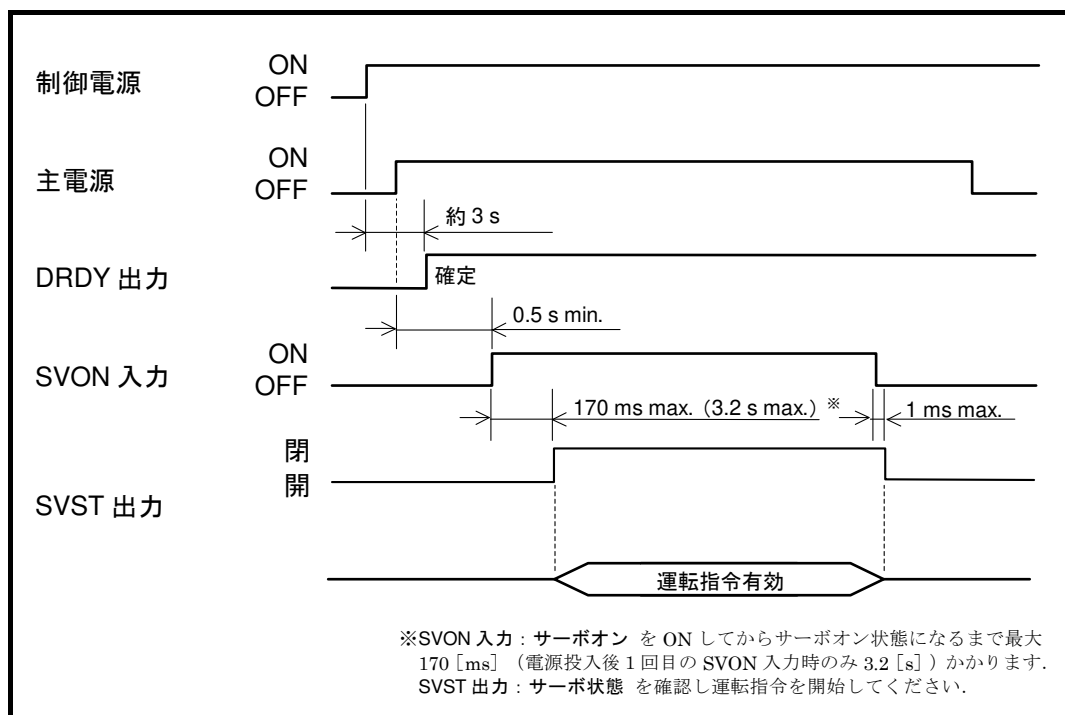 制御電源 ON
OFF
主電源 ON
OFF
約 3 s
DRDY 出力 確定
0.5 s min.
SVON 入力 ON
OFF
170 ms max.（3.2 s max.）※ 1 ms max.
閉
開
SVST 出力
運転指令有効
※SVON 入力：サーボオン を ON してからサーボオン状態になるまで最大
170［ms］（電源投入後 1 回目の SVON 入力時のみ 3.2［s］）かかります．
SVST 出力：サーボ状態 を確認し運転指令を開始してください．